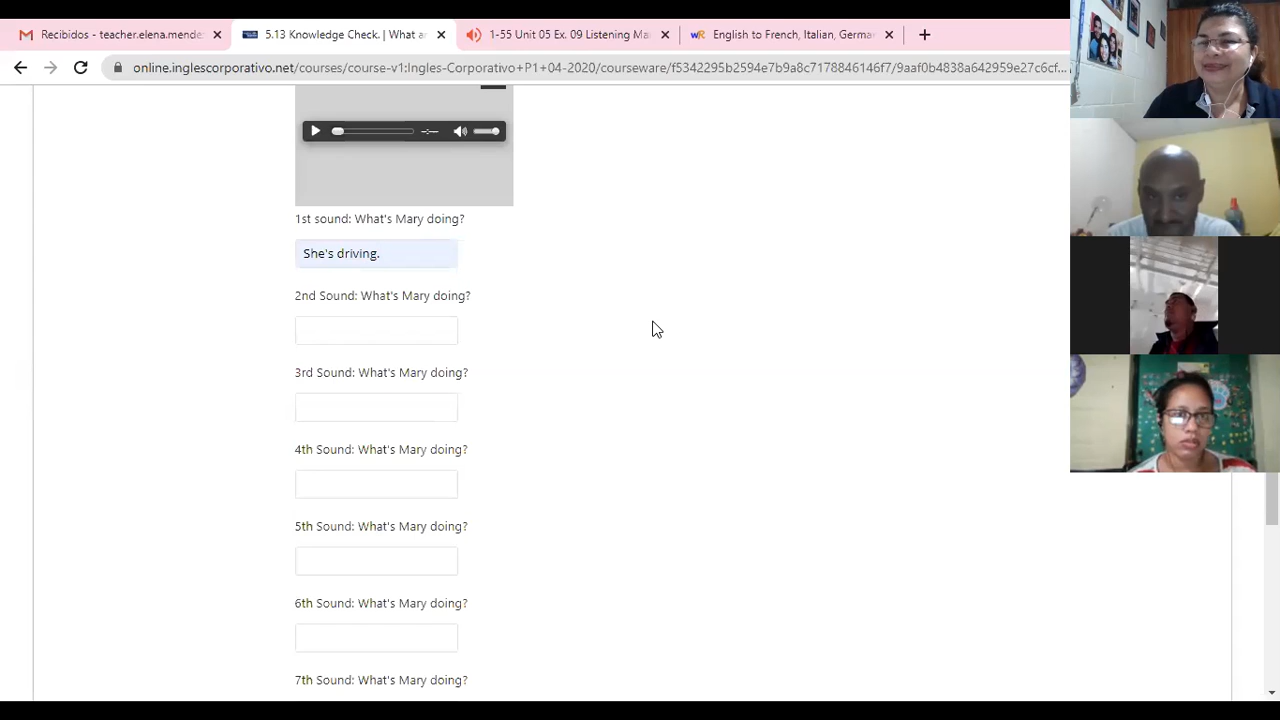 Recibidos - teacher.elena.mende
5.13 Knowledge Check. | What a
1-55 Unit 05 Ex. 09 Listening Ma
English to French, Italian, German
online.inglescorporativo.net/courses/course-v1:Ingles-Corporativo+P1+04-2020/courseware/f5342295b2594e7b9a8c7178846146f7/9aaf0b4838a642959e27c6cf...
1st sound: What's Mary doing?
She's driving.
2nd Sound: What's Mary doing?
3rd Sound: What's Mary doing?
4th Sound: What's Mary doing?
5th Sound: What's Mary doing?
6th Sound: What's Mary doing?
7th Sound: What's Mary doing?